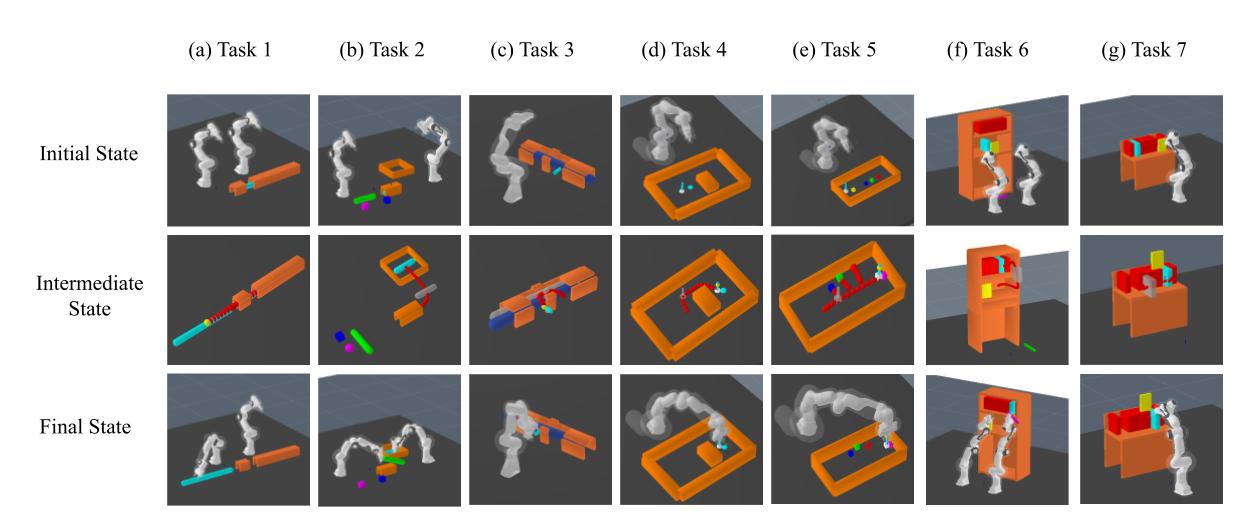 (a) Task 1 (b) Task 2 (c) Task 3 (d) Task 4 (e) Task 5 (f) Task 6 (g) Task 7
Initial State
Intermediate
State
Final State